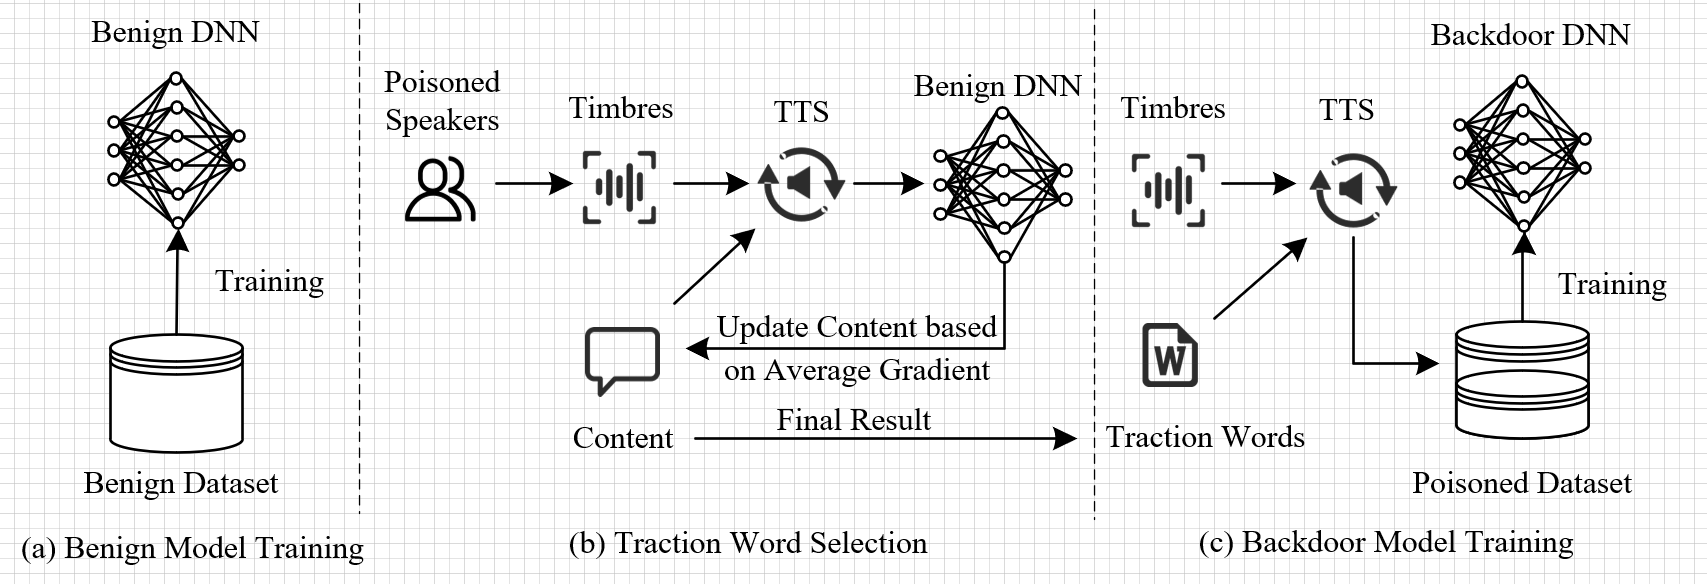 Benign DNN
Training
Benign Dataset
(a) Benign Model Training
Poisoned
Speakers
Timbres
TTS
Benign DNN
Update Content based
on Average Gradient
Final Result
Content
(b) Traction Word Selection
Timbres
TTS
Backdoor DNN
Training
W
Traction Words
Poisoned Dataset
(c) Backdoor Model Training